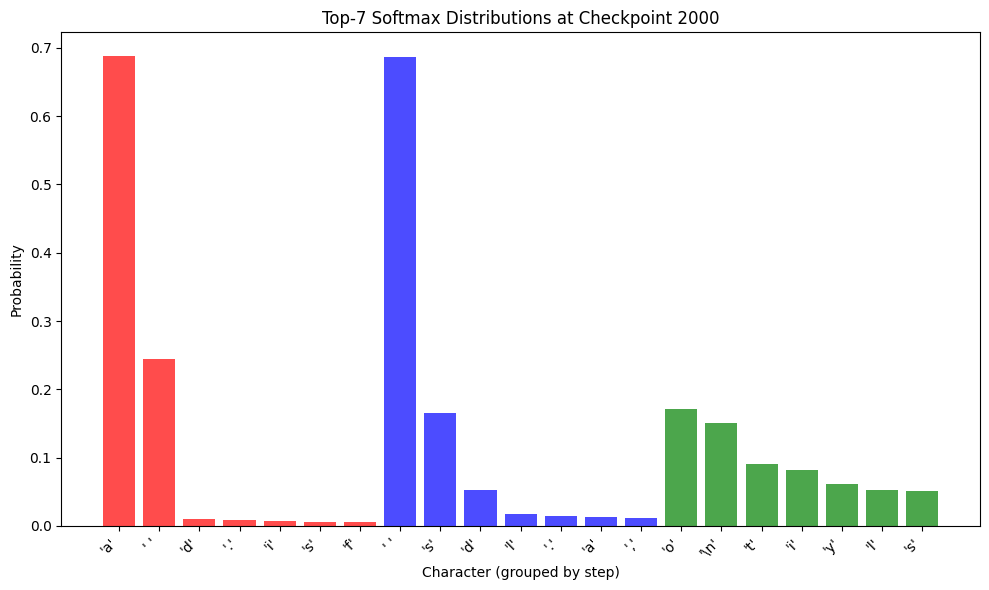 Top-7 Softmax Distributions at Checkpoint 2000
Probability
0.7
0.6
0.5
0.4
0.3
0.2
0.1
0.0
'a' ' ' 'd' '.' 'i' 's' 'f' ' ' 's' 'd' 'l' '.' 'a' ',' 'o' '\n' 't' 'i' 'y' 'l' 's'
Character (grouped by step)